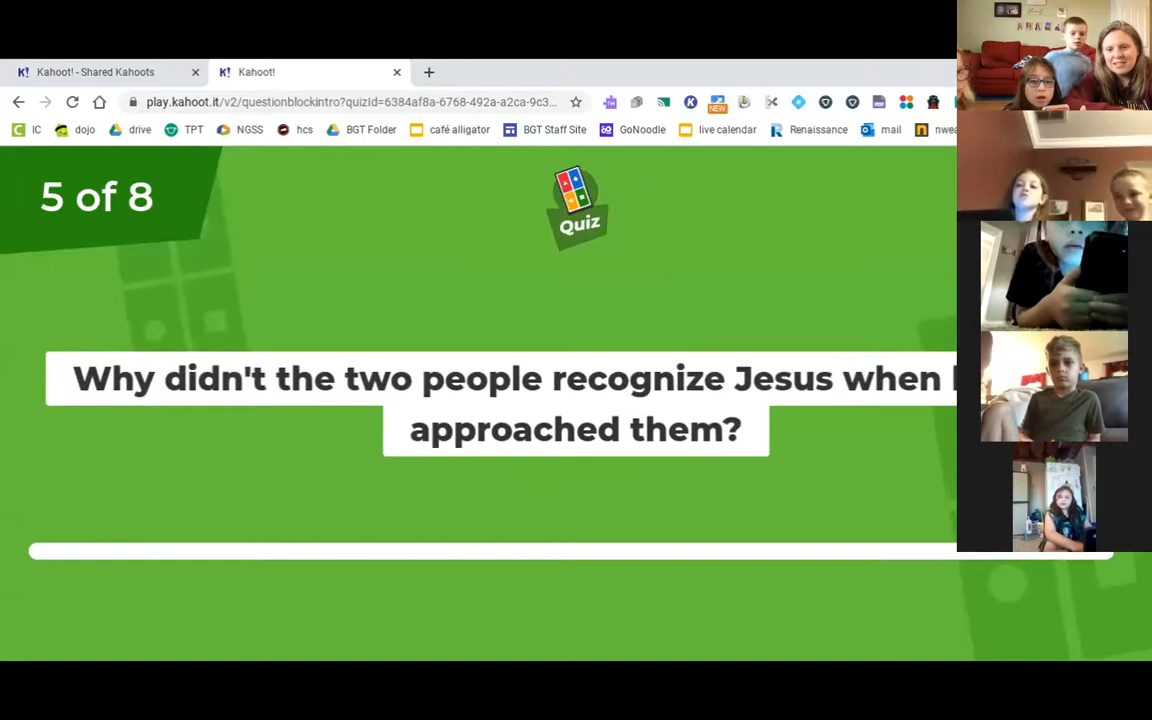 Kahoot! - Shared Kahoots
Kahoot!
play.kahoot.it/v2/questionblockintro?quizId=6384af8a-6768-492a-a2ca-9c3...
NEW
IC dojo drive TPT NGSS hcs BGT Folder café alligator BGT Staff Site GoNoodle live calendar Renaissance mail nwea
5 of 8
Quiz
Why didn't the two people recognize Jesus when
approached them?